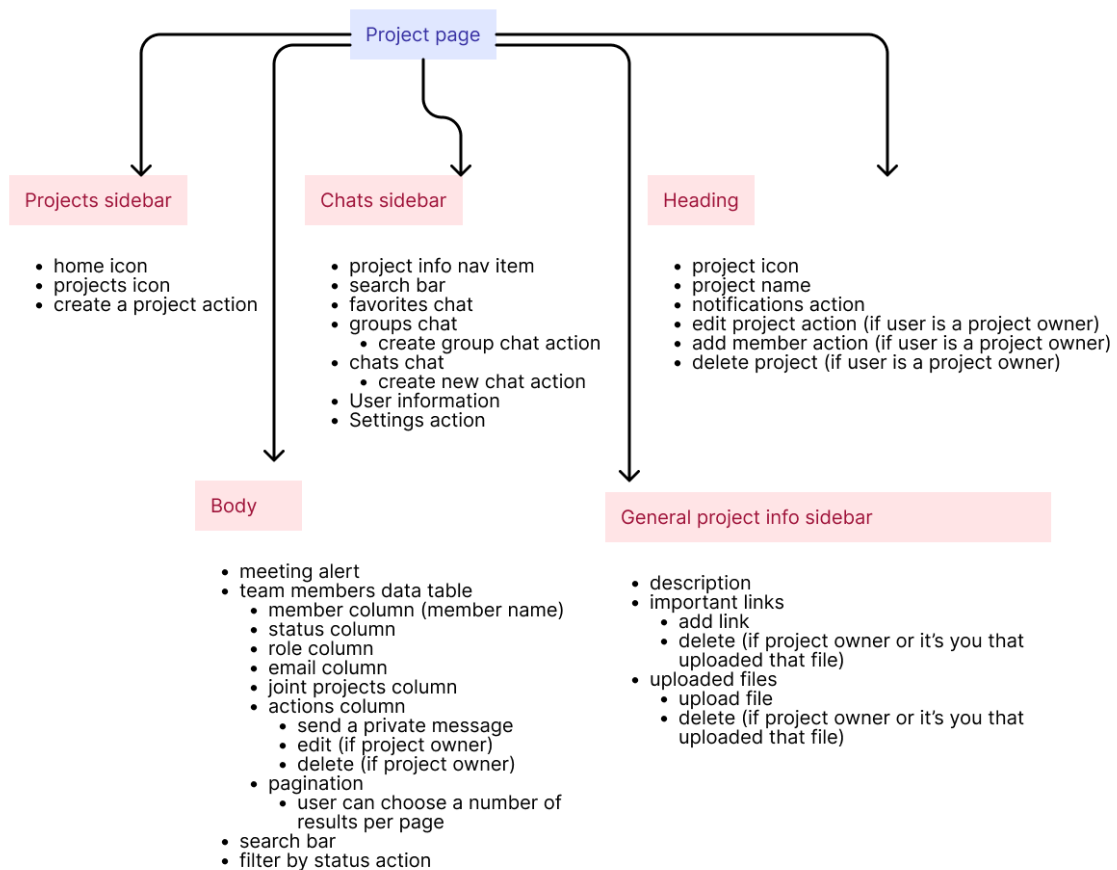 Project page
Projects sidebar
home icon
projects icon
create a project action
Chats sidebar
project info nav item
search bar
favorites chat
groups chat
create group chat action
chats chat
create new chat action
User information
Settings action
Heading
project icon
project name
notifications action
edit project action (if user is a project owner)
add member action (if user is a project owner)
delete project (if user is a project owner)
Body
meeting alert
team members data table
member column (member name)
status column
role column
email column
joint projects column
actions column
send a private message
edit (if project owner)
delete (if project owner)
pagination
user can choose a number of
results per page
search bar
filter by status action
General project info sidebar
description
important links
add link
delete (if project owner or it’s you that
uploaded that file)
uploaded files
upload file
delete (if project owner or it’s you that
uploaded that file)